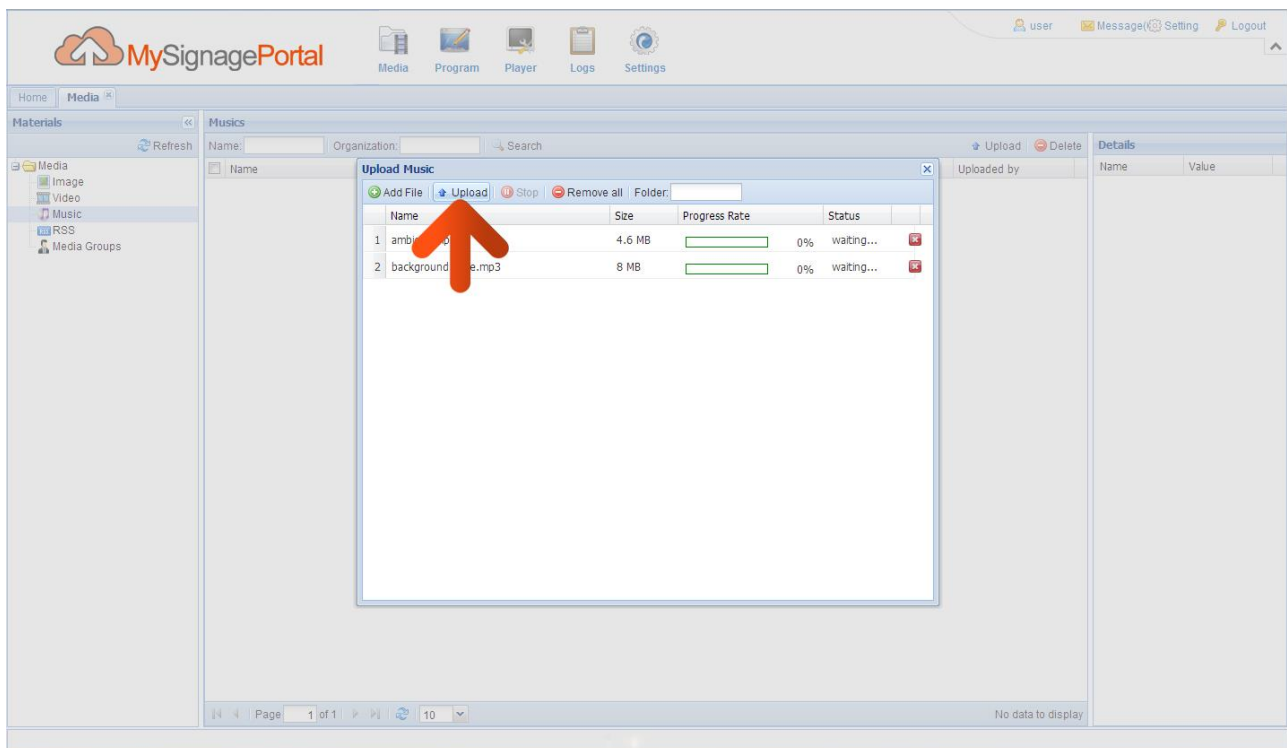 user Message( Setting Logout
MySignagePortal
Media Program Player Logs Settings
Home Media
Materials
Refresh
Media
Image
Video
Music
RSS
Media Groups
Musics
Name: Organization: Search Upload Delete
Name Uploaded by
Details
Name Value
Upload Music
Add File Upload Stop Remove all Folder:
Name Size Progress Rate Status
1 4.6 MB 0% waiting...
2 background 8 MB 0% waiting...
Page 1 of 1 10 No data to display